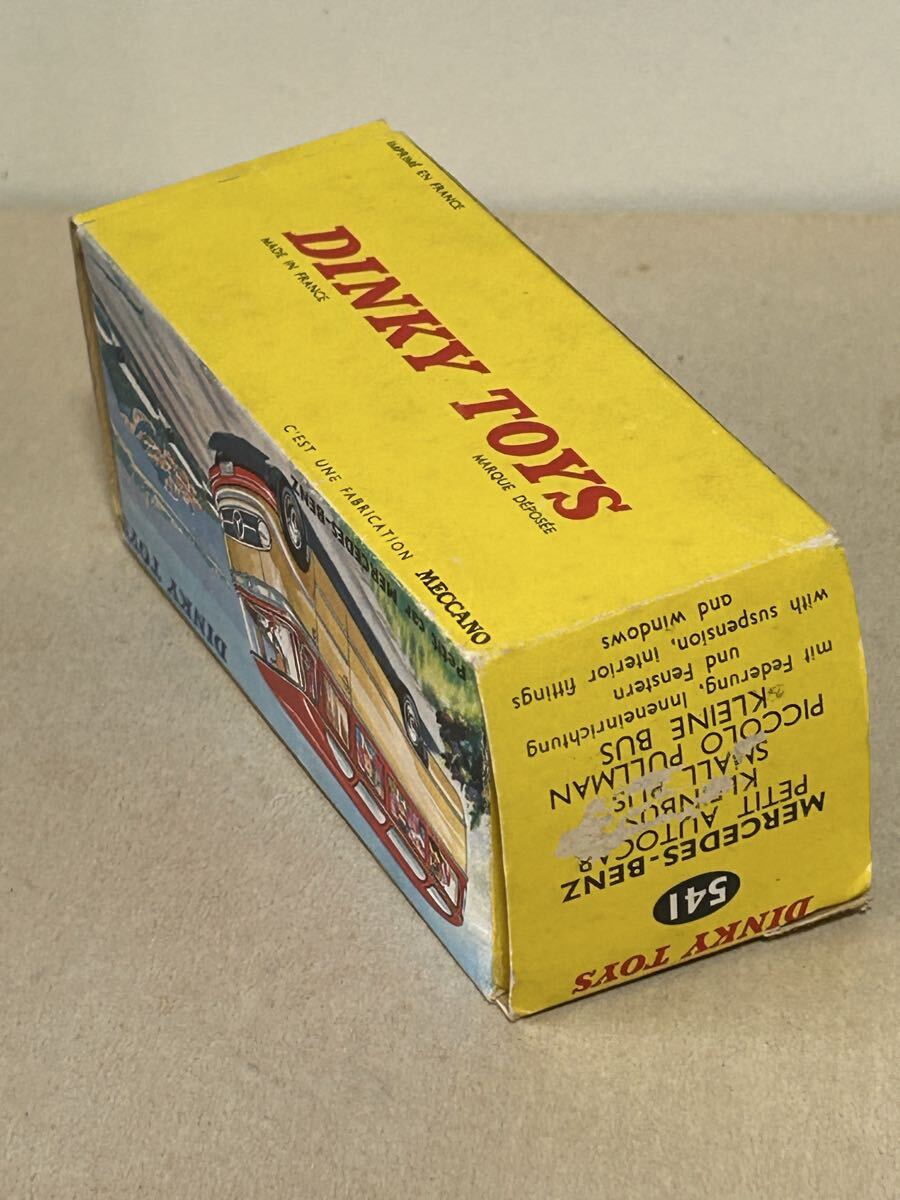 IMPRIMÉ EN FRANCE
DINKY TOYS
MADE IN FRANCE
MARQUE DÉPOSÉE
C'EST UNE FABRICATION MECCANO
Petit car MERCEDES-BENZ
DINKY TOYS
DINKY TOYS
541
MERCEDES-BENZ
PETIT AUTOCAR
KLEINBUS
SMALL BUS
PICCOLO PULLMAN
KLEINE BUS
mit Federung, Inneneinrichtung
und Fenstern
with suspension, interior fittings
and windows